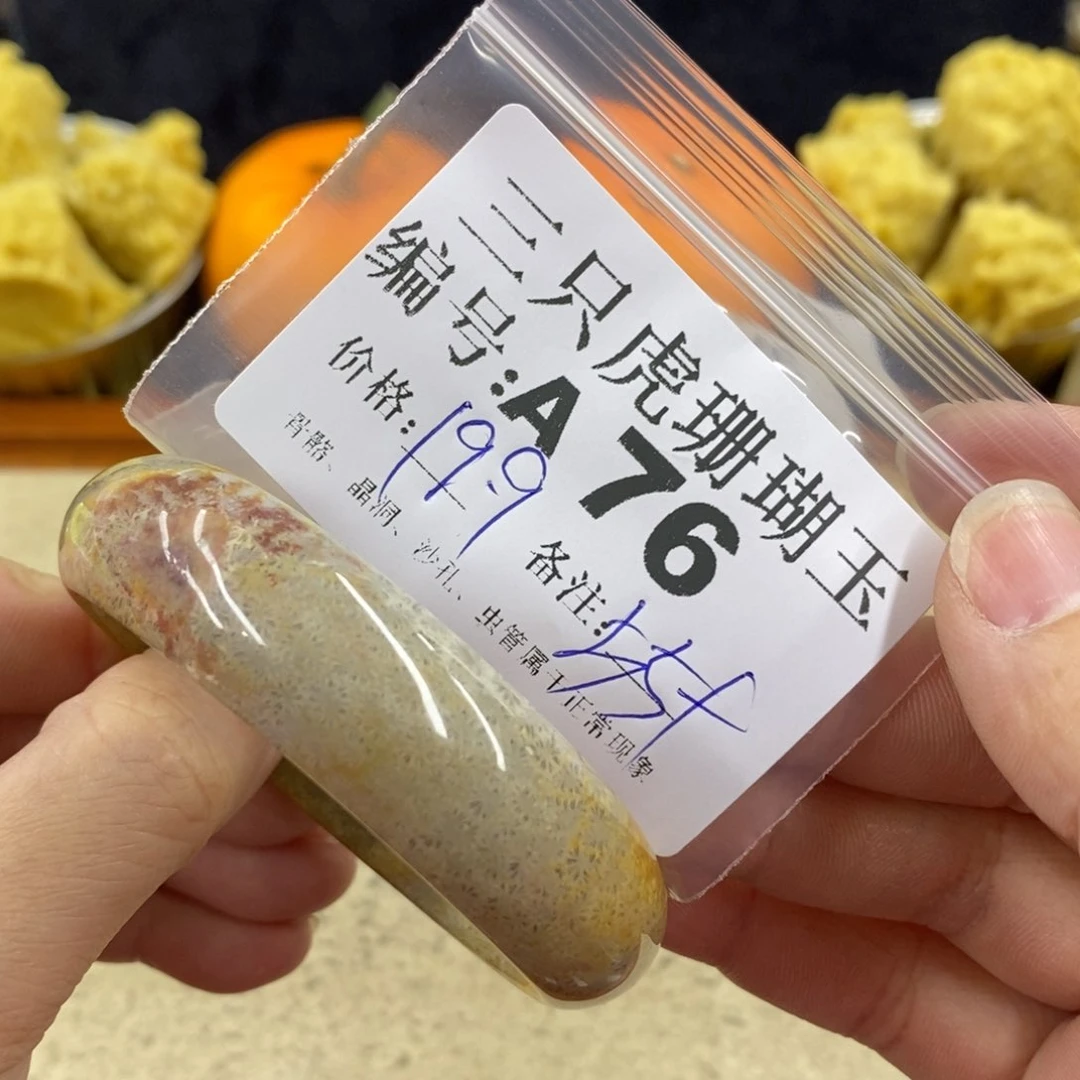 三只虎珊瑚玉
编号:A 76
价格:199 备注:
骨骼、晶洞、沙孔、虫管属于正常现象